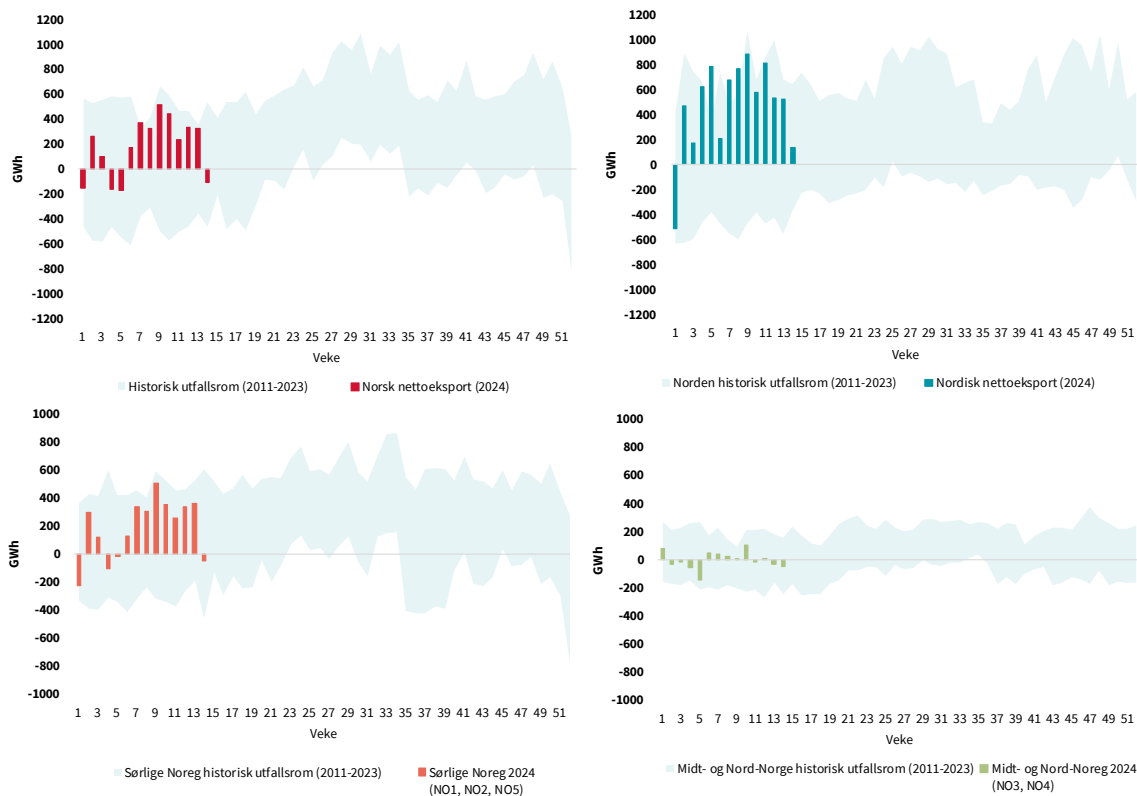 1200
1000
800
600
400
200
0
-200
-400
-600
-800
-1000
-1200
GWh
1 3 5 7 9 11 13 15 17 19 21 23 25 27 29 31 33 35 37 39 41 43 45 47 49 51
Veke
Historisk utfallsrom (2011-2023) Norsk nettoeksport (2024)
1200
1000
800
600
400
200
0
-200
-400
-600
-800
-1000
-1200
GWh
1 3 5 7 9 11 13 15 17 19 21 23 25 27 29 31 33 35 37 39 41 43 45 47 49 51
Veke
Norden historisk utfallsrom (2011-2023) Nordisk nettoeksport (2024)
1000
800
600
400
200
0
-200
-400
-600
-800
-1000
GWh
1 3 5 7 9 11 13 15 17 19 21 23 25 27 29 31 33 35 37 39 41 43 45 47 49 51
Veke
Sørlige Noreg historisk utfallsrom (2011-2023) Sørlige Noreg 2024
(NO1, NO2, NO5)
1000
800
600
400
200
0
-200
-400
-600
-800
-1000
GWh
1 3 5 7 9 11 13 15 17 19 21 23 25 27 29 31 33 35 37 39 41 43 45 47 49 51
Veke
Midt- og Nord-Norge historisk utfallsrom (2011-2023) Midt- og Nord-Noreg 2024
(NO3, NO4)